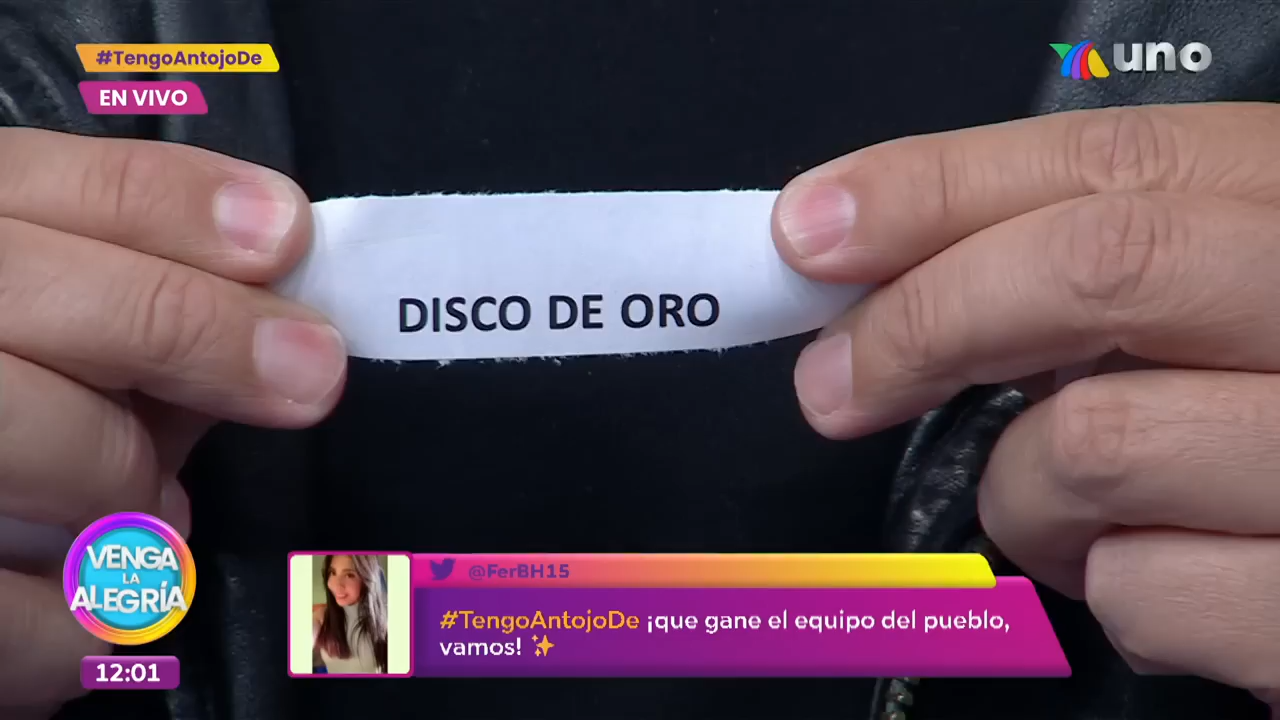 #TengoAntojoDe
EN VIVO
uno
DISCO DE ORO
VENGA
LA
ALEGRÍA
12:01
@FerBH15
#TengoAntojoDe ¡que gane el equipo del pueblo,
vamos! ✨